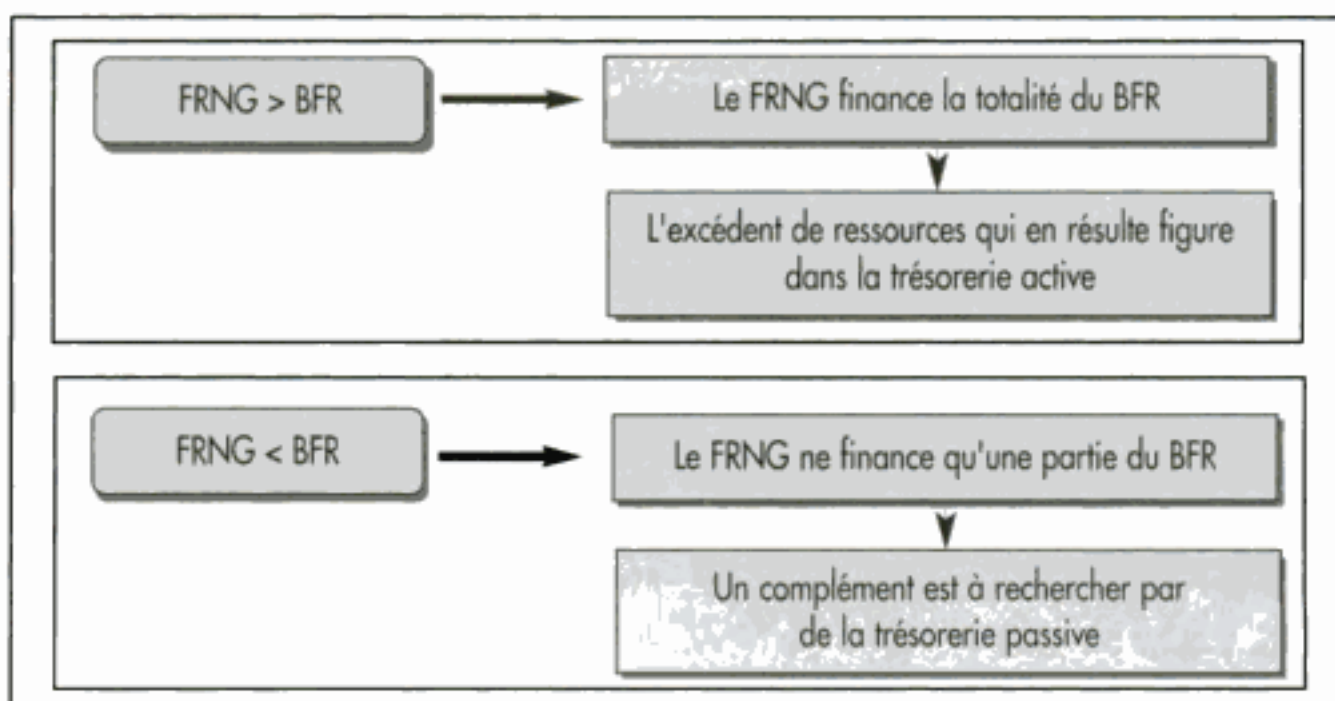 FRNG > BFR
Le FRNG finance la totalité du BFR
L'excédent de ressources qui en résulte figure
dans la trésorerie active
FRNG < BFR
Le FRNG ne finance qu'une partie du BFR
Un complément est à rechercher par
de la trésorerie passive